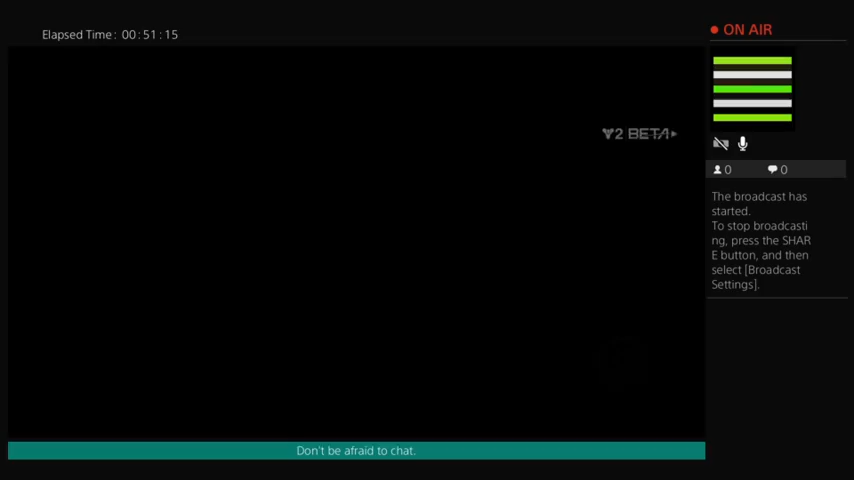 Elapsed Time: 00:51:15
ON AIR
2 BETA
0 0
The broadcast has
started.
To stop broadcasti
ng, press the SHAR
E button, and then
select [Broadcast
Settings].
Don't be afraid to chat.